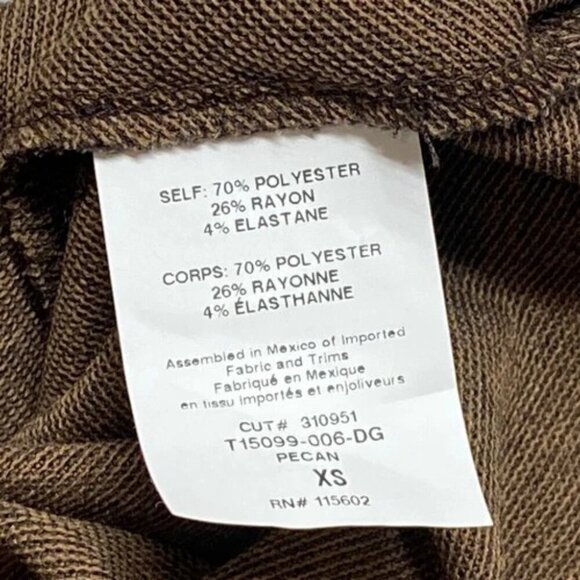 SELF: 70% POLYESTER
26% RAYON
4% ELASTANE
CORPS: 70% POLYESTER
26% RAYONNE
4% ÉLASTHANNE
Assembled in Mexico of Imported
Fabric and Trims
Fabriqué en Mexique
en tissu importés et enjoliveurs
CUT# 310951
T15099-006-DG
PECAN
XS
RN# 115602